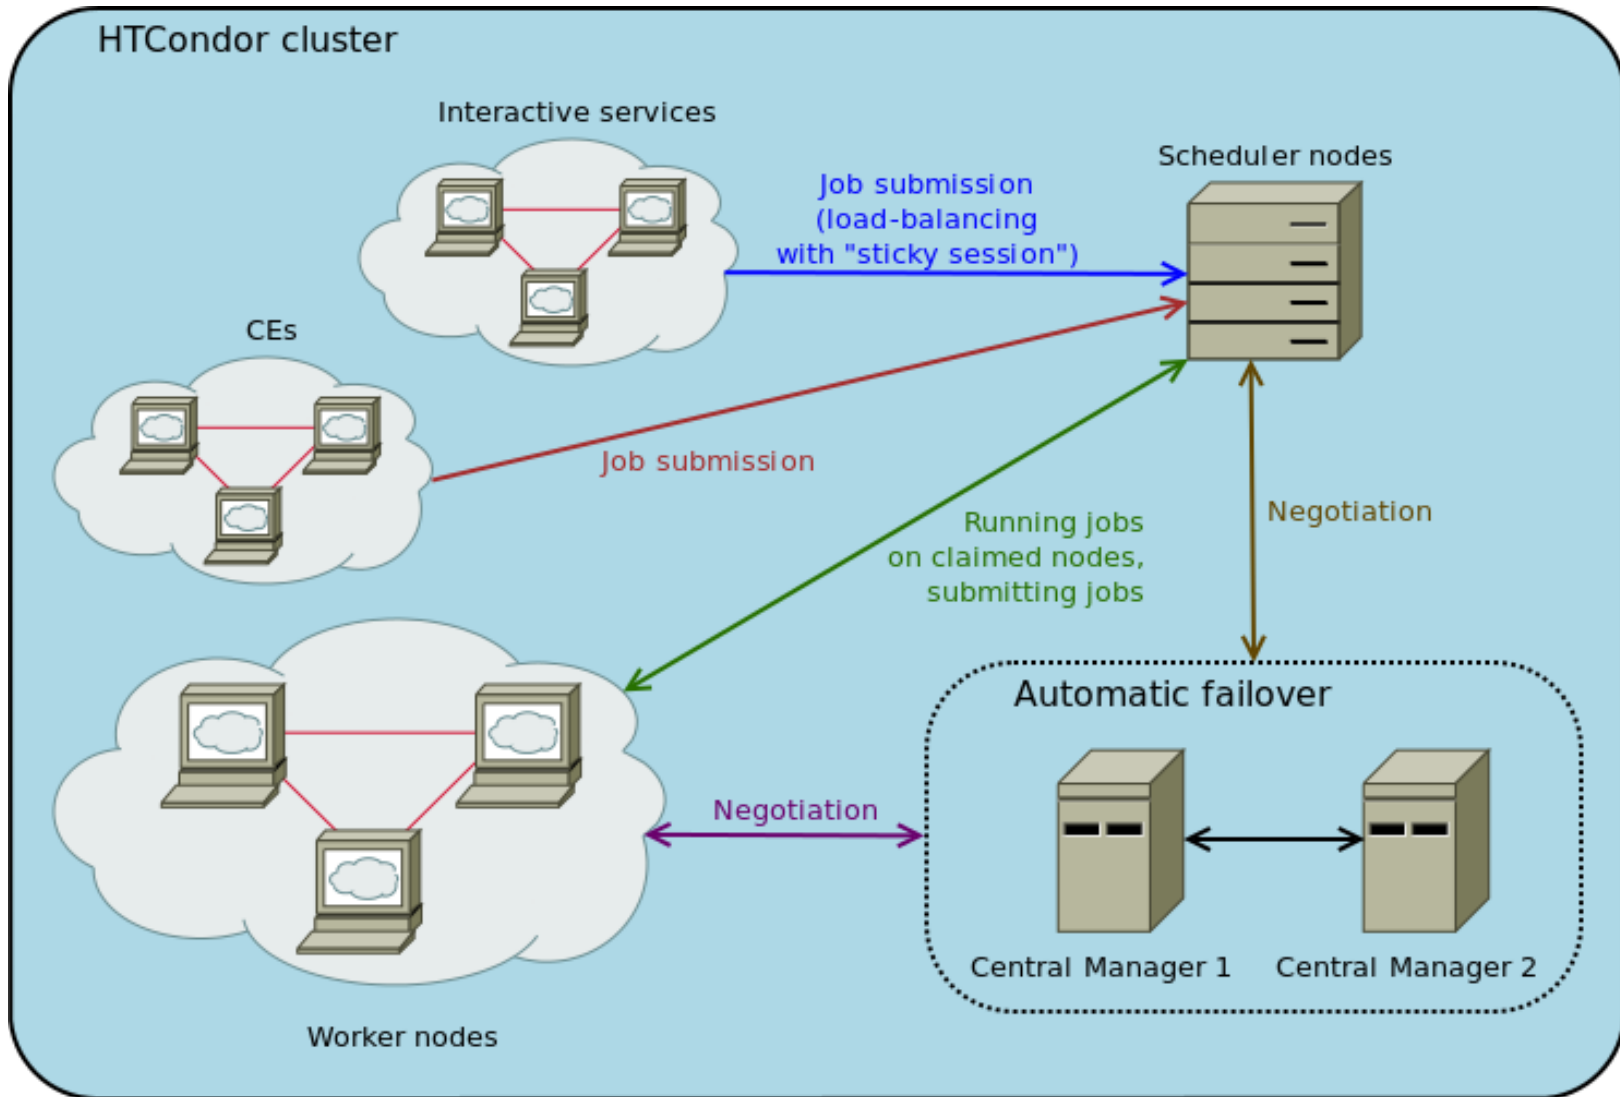 HTCondor cluster
Interactive services
Scheduler nodes
Job submission
(load-balancing
with "sticky session")
CEs
Job submission
Running jobs
on claimed nodes,
submitting jobs
Negotiation
Automatic failover
Negotiation
Central Manager 1
Central Manager 2
Worker nodes